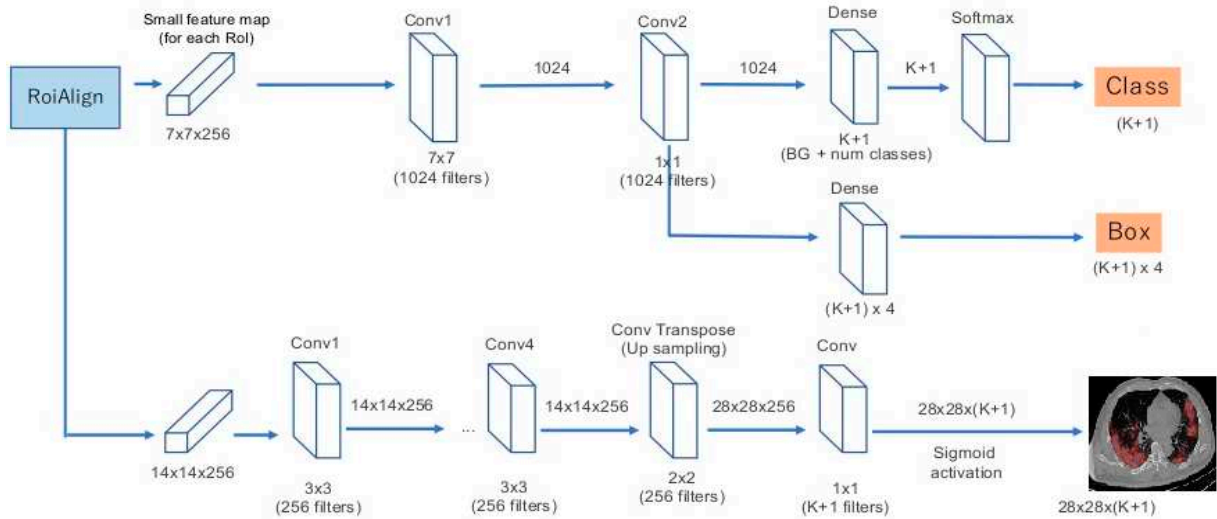 Small feature map
(for each RoI)
RoiAlign
7x7x256
Conv1
7x7
(1024 filters)
1024
Conv2
1x1
(1024 filters)
1024
Dense
K+1
(BG + num classes)
K+1
Softmax
Class
(K+1)
Dense
(K+1) x 4
Box
(K+1) x 4
14x14x256
Conv1
3x3
(256 filters)
14x14x256
...
Conv4
3x3
(256 filters)
14x14x256
Conv Transpose
(Up sampling)
2x2
(256 filters)
28x28x256
Conv
1x1
(K+1 filters)
28x28x(K+1)
Sigmoid
activation
28x28x(K+1)